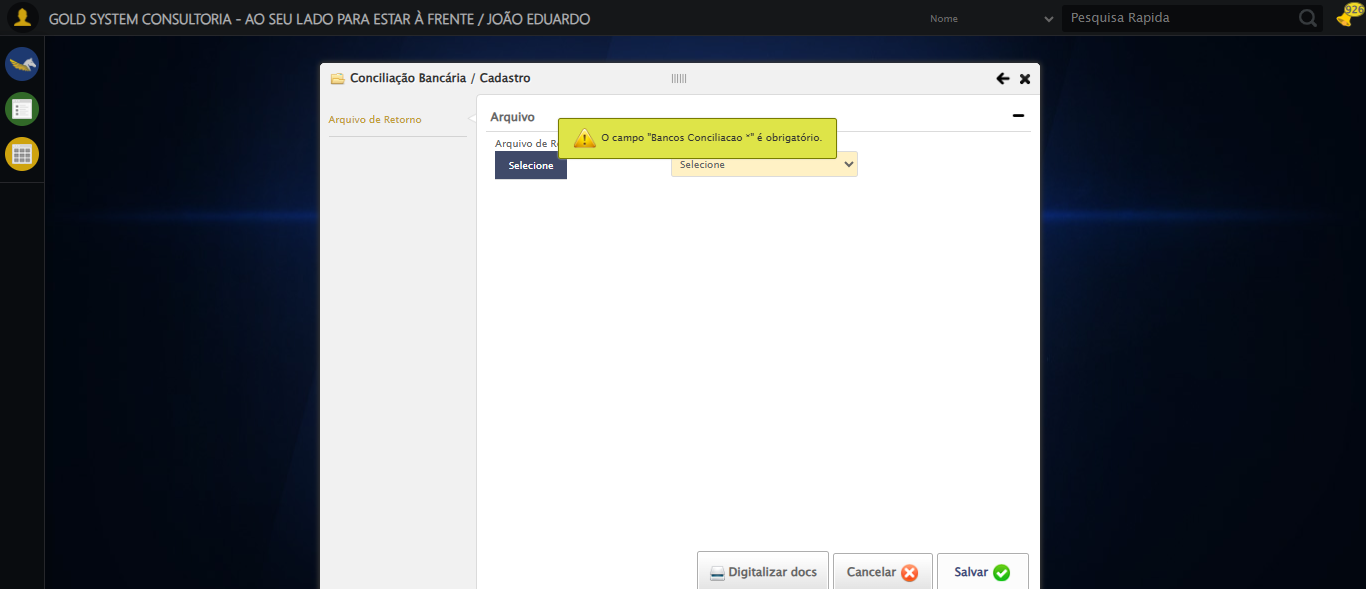 GOLD SYSTEM CONSULTORIA - AO SEU LADO PARA ESTAR À FRENTE / JOÃO EDUARDO
Nome
Pesquisa Rapida
926
Conciliação Bancária / Cadastro
Arquivo de Retorno
Arquivo
O campo "Bancos Conciliacao *" é obrigatório.
Arquivo de
Selecione
Selecione
Digitalizar docs
Cancelar
Salvar